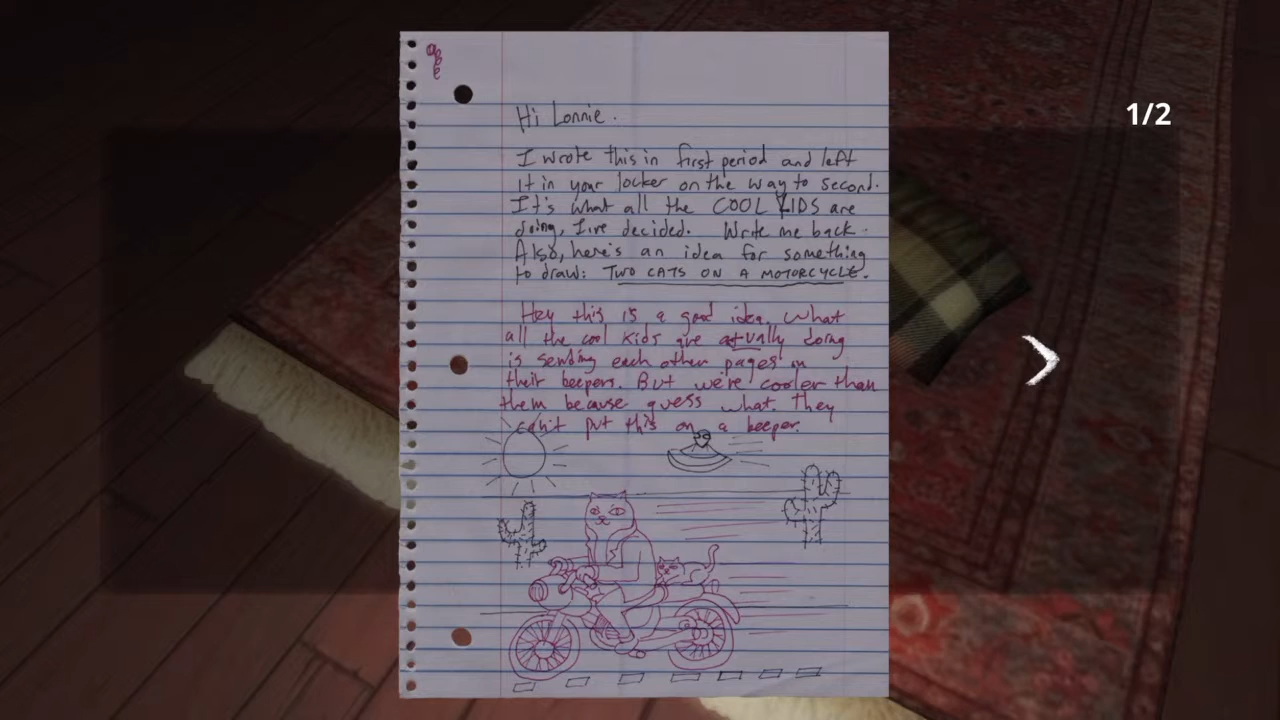 1/2
Hi Lonnie.
I wrote this in first period and left
it in your locker on the way to second.
It's what all the COOL KIDS are
doing, I've decided. Write me back.
Also, here's an idea for something
to draw: TWO CATS ON A MOTORCYCLE.
Hey this is a good idea. What
all the cool kids are actually doing
is sending each other pages on
their beepers. But we're cooler than
them because guess what. They
can't put this on a beeper.